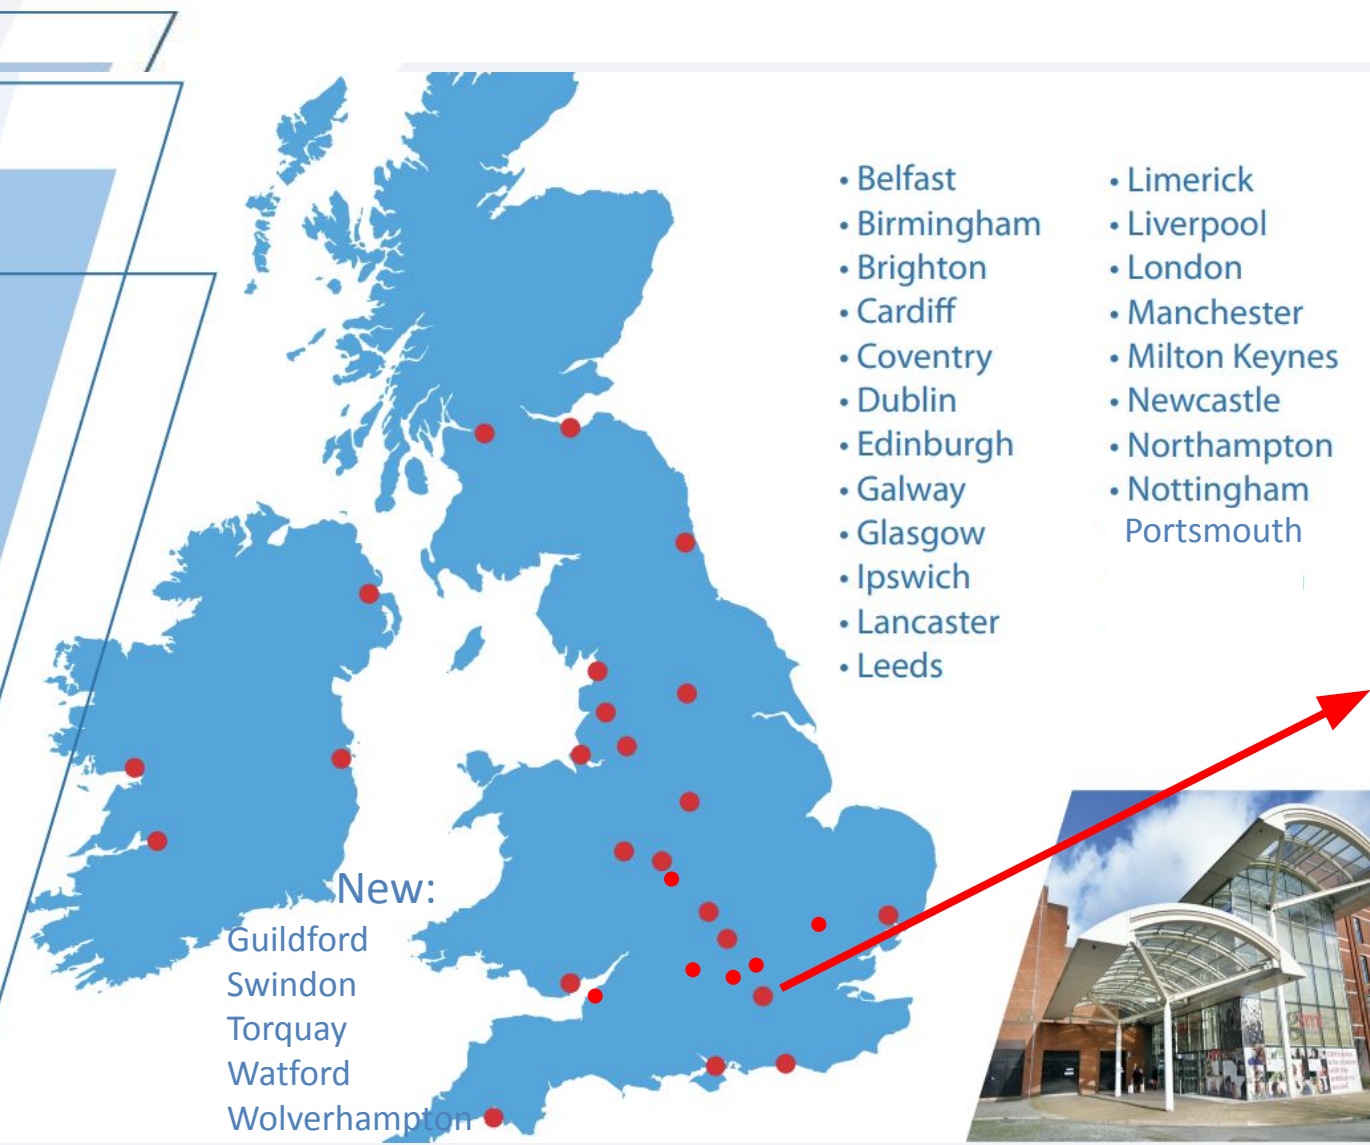 • Belfast
• Birmingham
• Brighton
• Cardiff
• Coventry
• Dublin
• Edinburgh
• Galway
• Glasgow
• Ipswich
• Lancaster
• Leeds
• Limerick
• Liverpool
• London
• Manchester
• Milton Keynes
• Newcastle
• Northampton
• Nottingham
Portsmouth
New:
Guildford
Swindon
Torquay
Watford
Wolverhampton